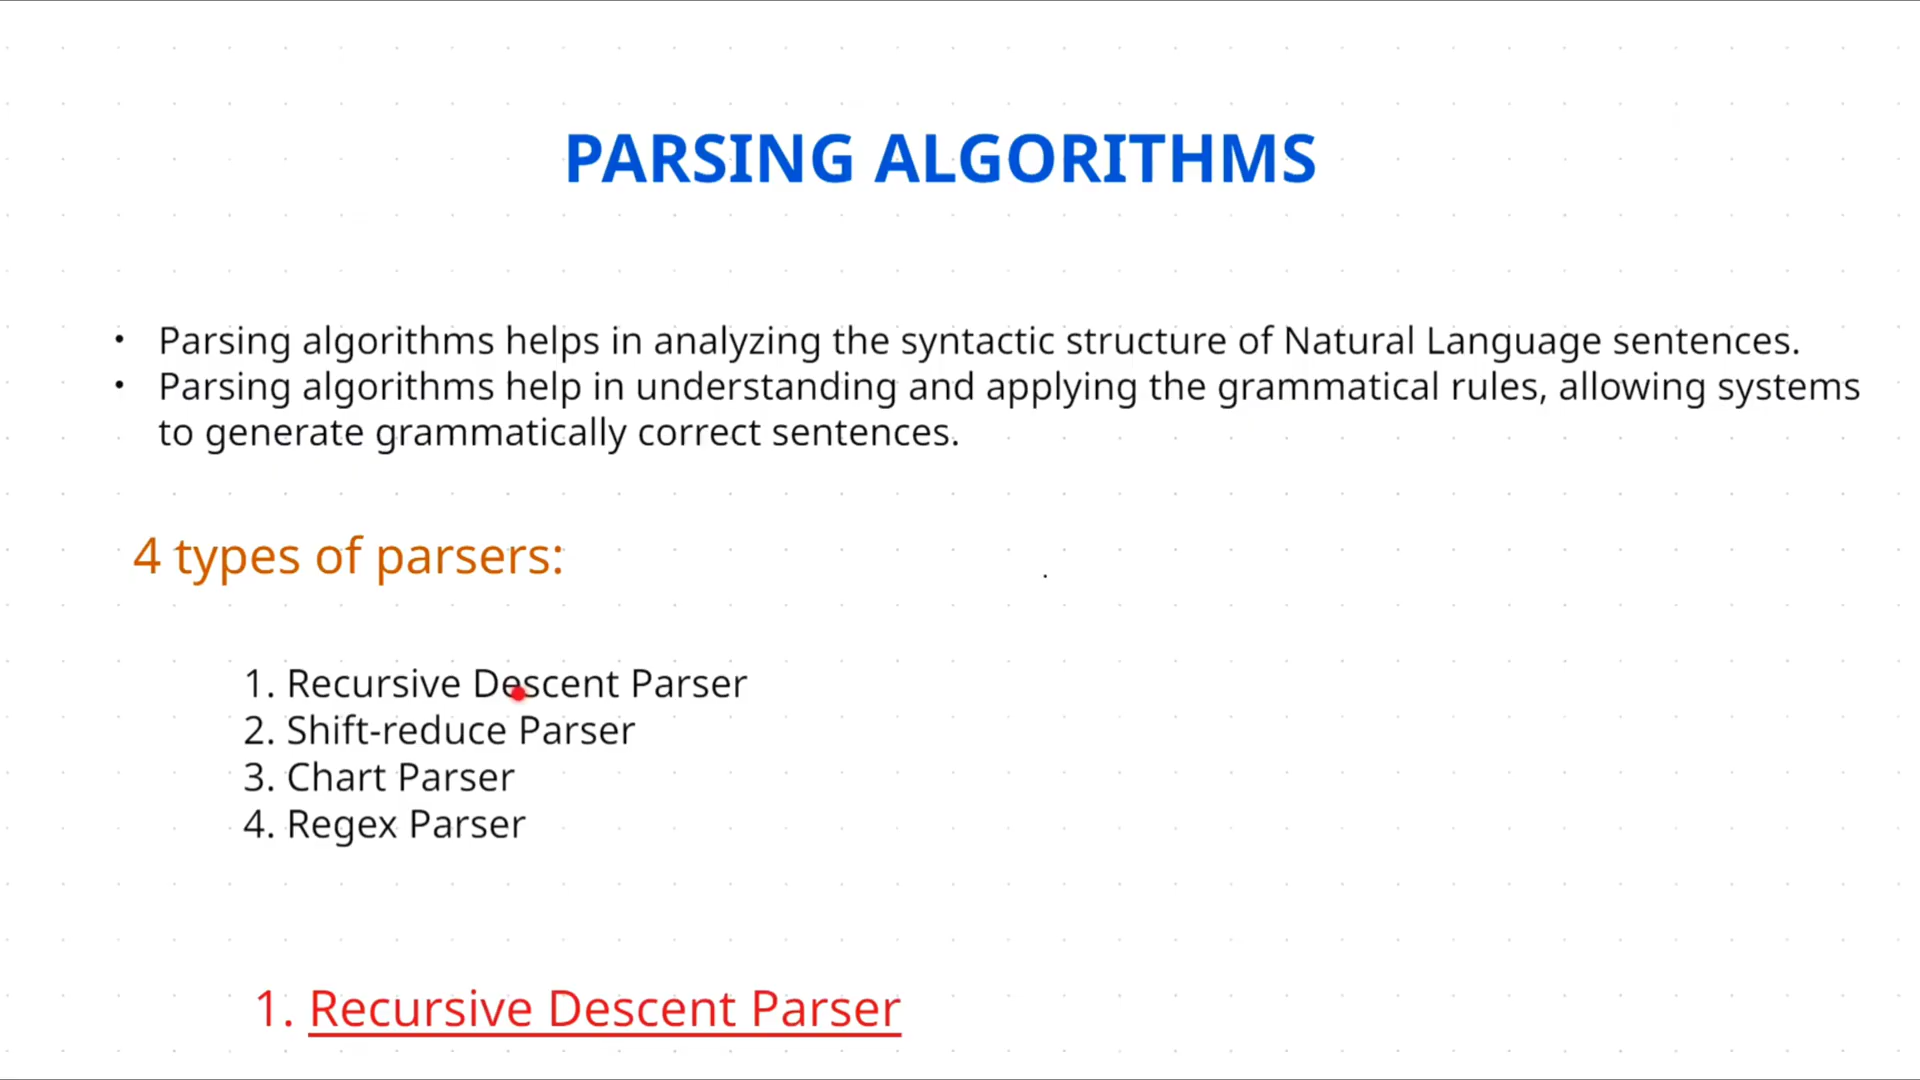 PARSING ALGORITHMS
• Parsing algorithms helps in analyzing the syntactic structure of Natural Language sentences.
• Parsing algorithms help in understanding and applying the grammatical rules, allowing systems
to generate grammatically correct sentences.
4 types of parsers:
1. Recursive Descent Parser
2. Shift-reduce Parser
3. Chart Parser
4. Regex Parser
1. Recursive Descent Parser